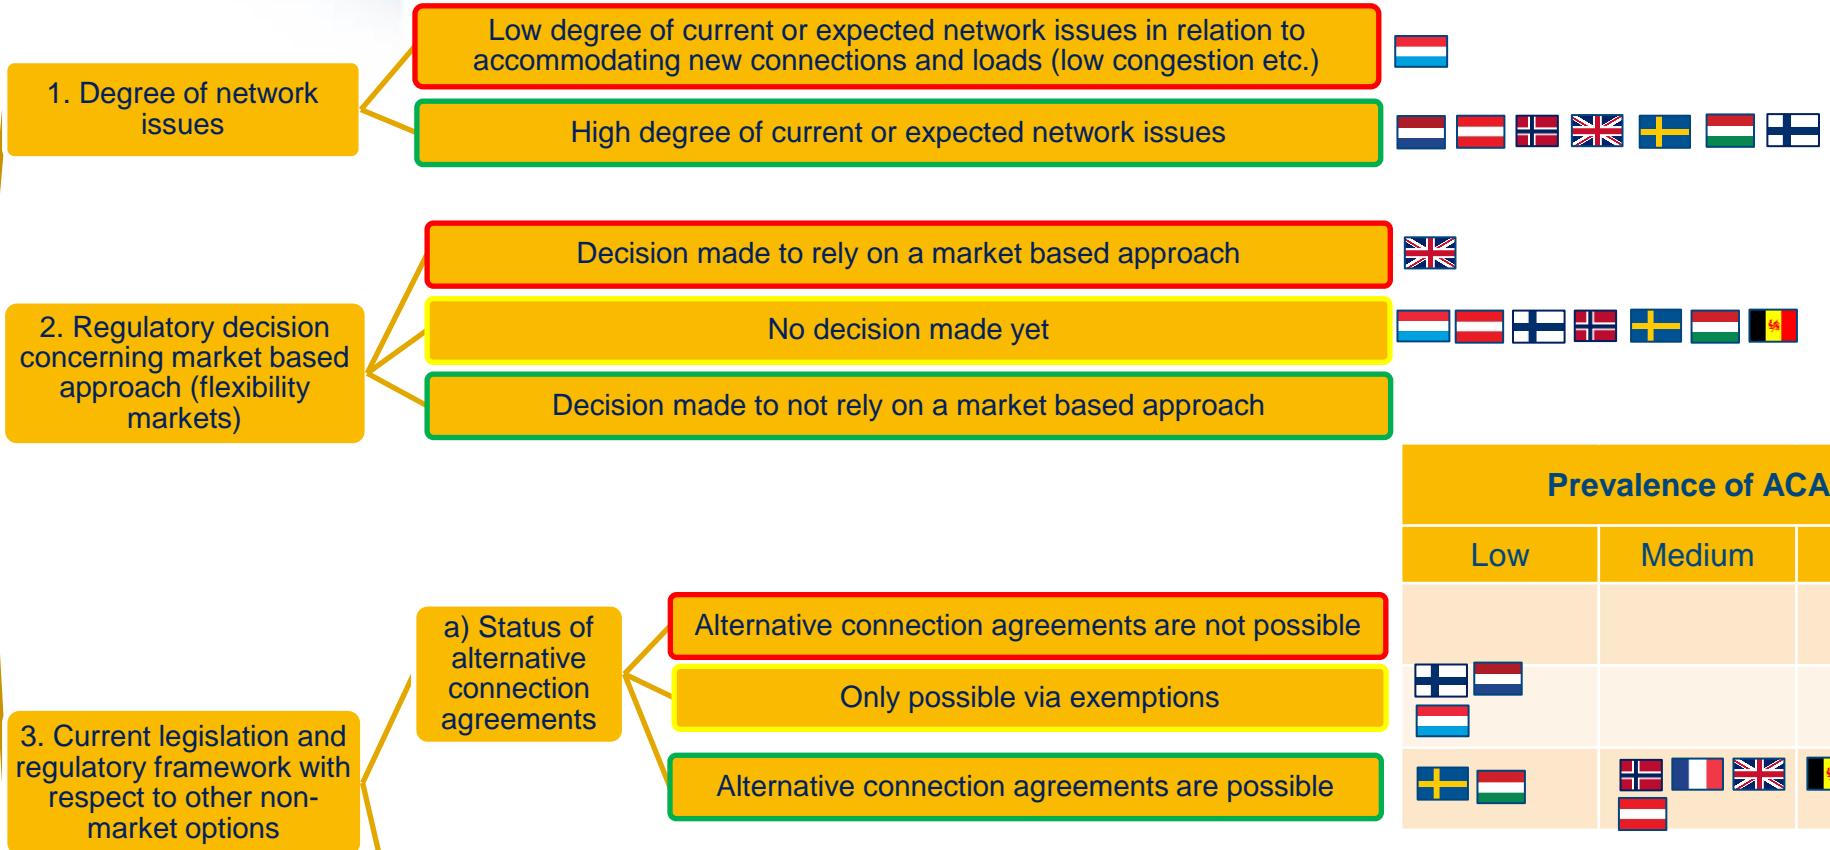 Low degree of current or expected network issues in relation to
accommodating new connections and loads (low congestion etc.)
1. Degree of network
issues
High degree of current or expected network issues
Decision made to rely on a market based approach
2. Regulatory decision
concerning market based
approach (flexibility
markets)
No decision made yet
Decision made to not rely on a market based approach
Prevalence of ACA
Low
Medium
a) Status of
alternative
connection
agreements
Alternative connection agreements are not possible
Only possible via exemptions
Alternative connection agreements are possible
3. Current legislation and
regulatory framework with
respect to other non-
market options